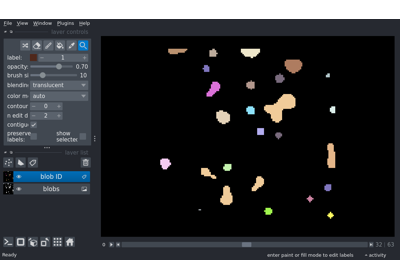 File View Window Plugins Help
layer controls
label: 1
opacity: 0.70
brush si 10
blendin translucent
color m auto
contour 0
n edit d 2
contigu
preserve labels:
show selected
layer list
blob ID
blobs
32 63
Ready
enter paint or fill mode to edit labels
activity